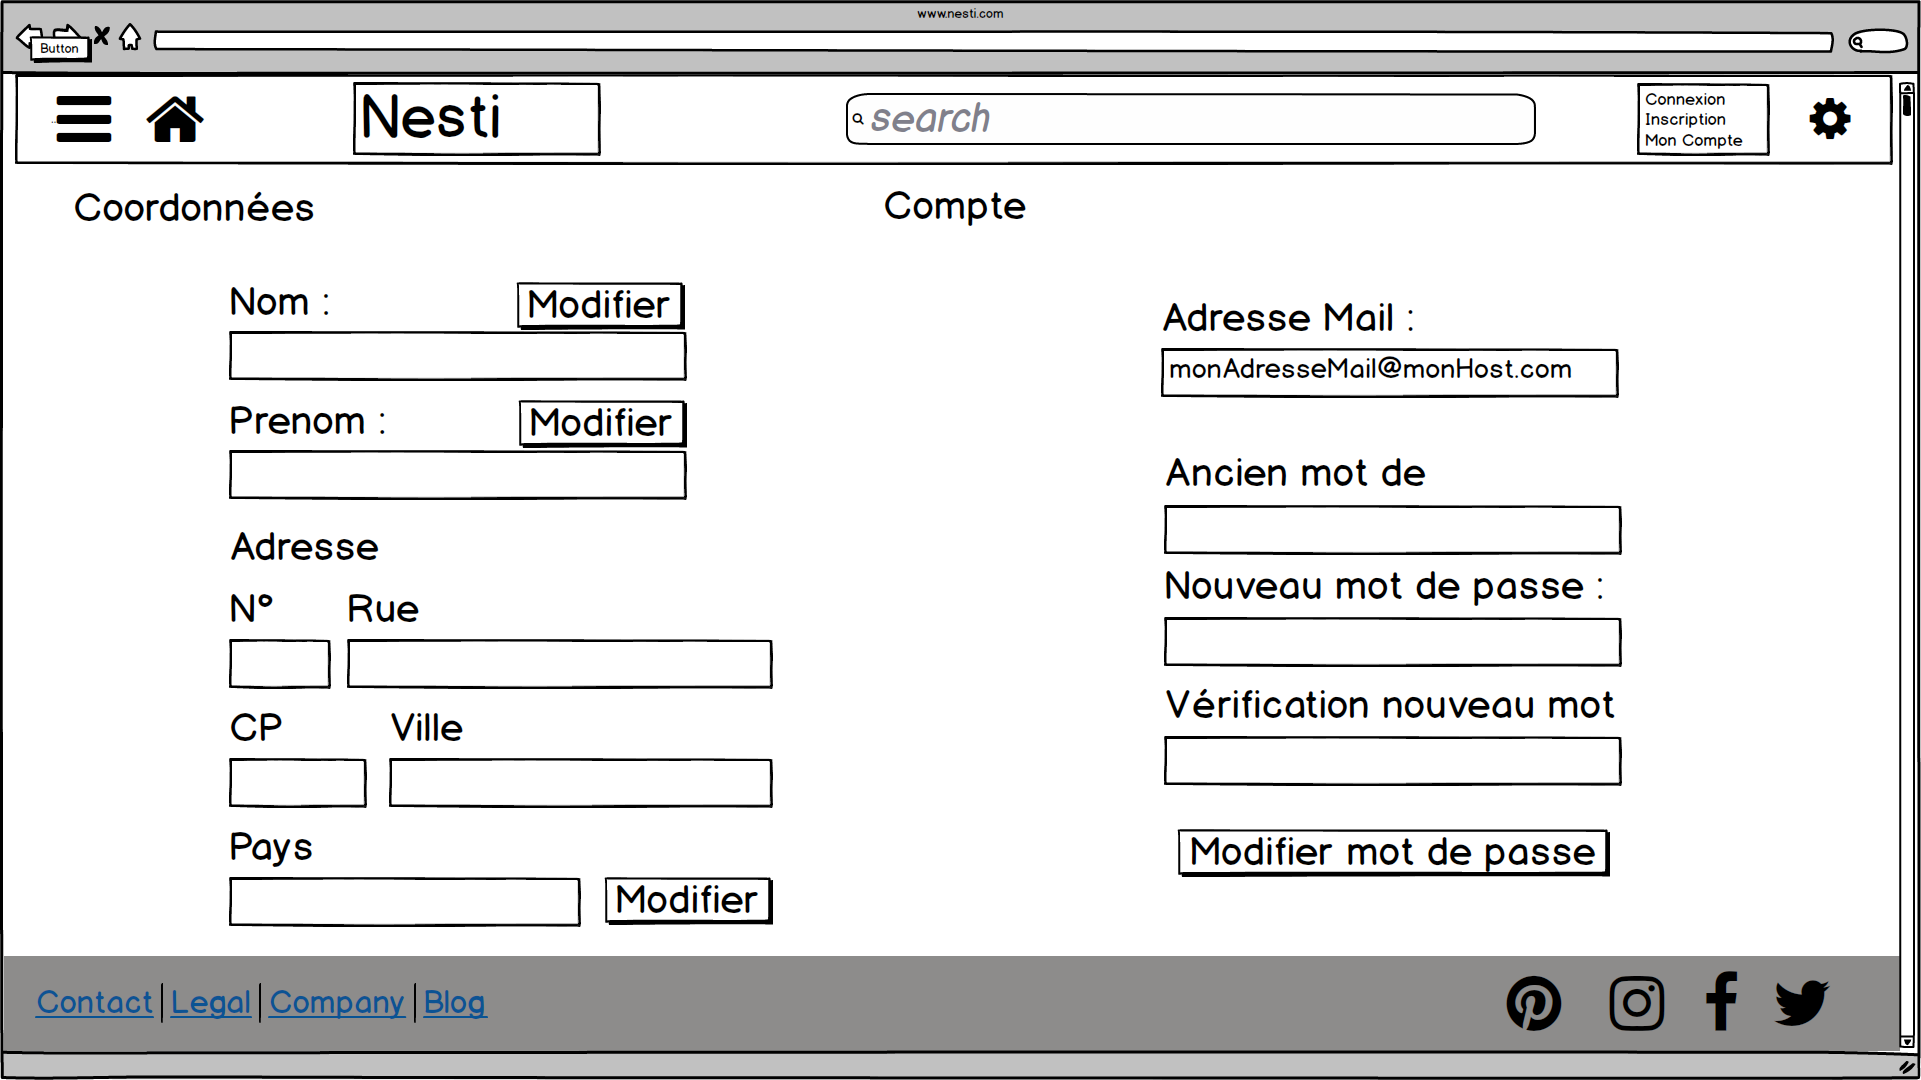 www.nesti.com
Button
Nesti
search
Connexion
Inscription
Mon Compte
Coordonnées
Compte
Nom :
Modifier
Prenom :
Modifier
Adresse
N° Rue
CP Ville
Pays
Modifier
Adresse Mail :
monAdresseMail@monHost.com
Ancien mot de
Nouveau mot de passe :
Vérification nouveau mot
Modifier mot de passe
Contact | Legal | Company | Blog